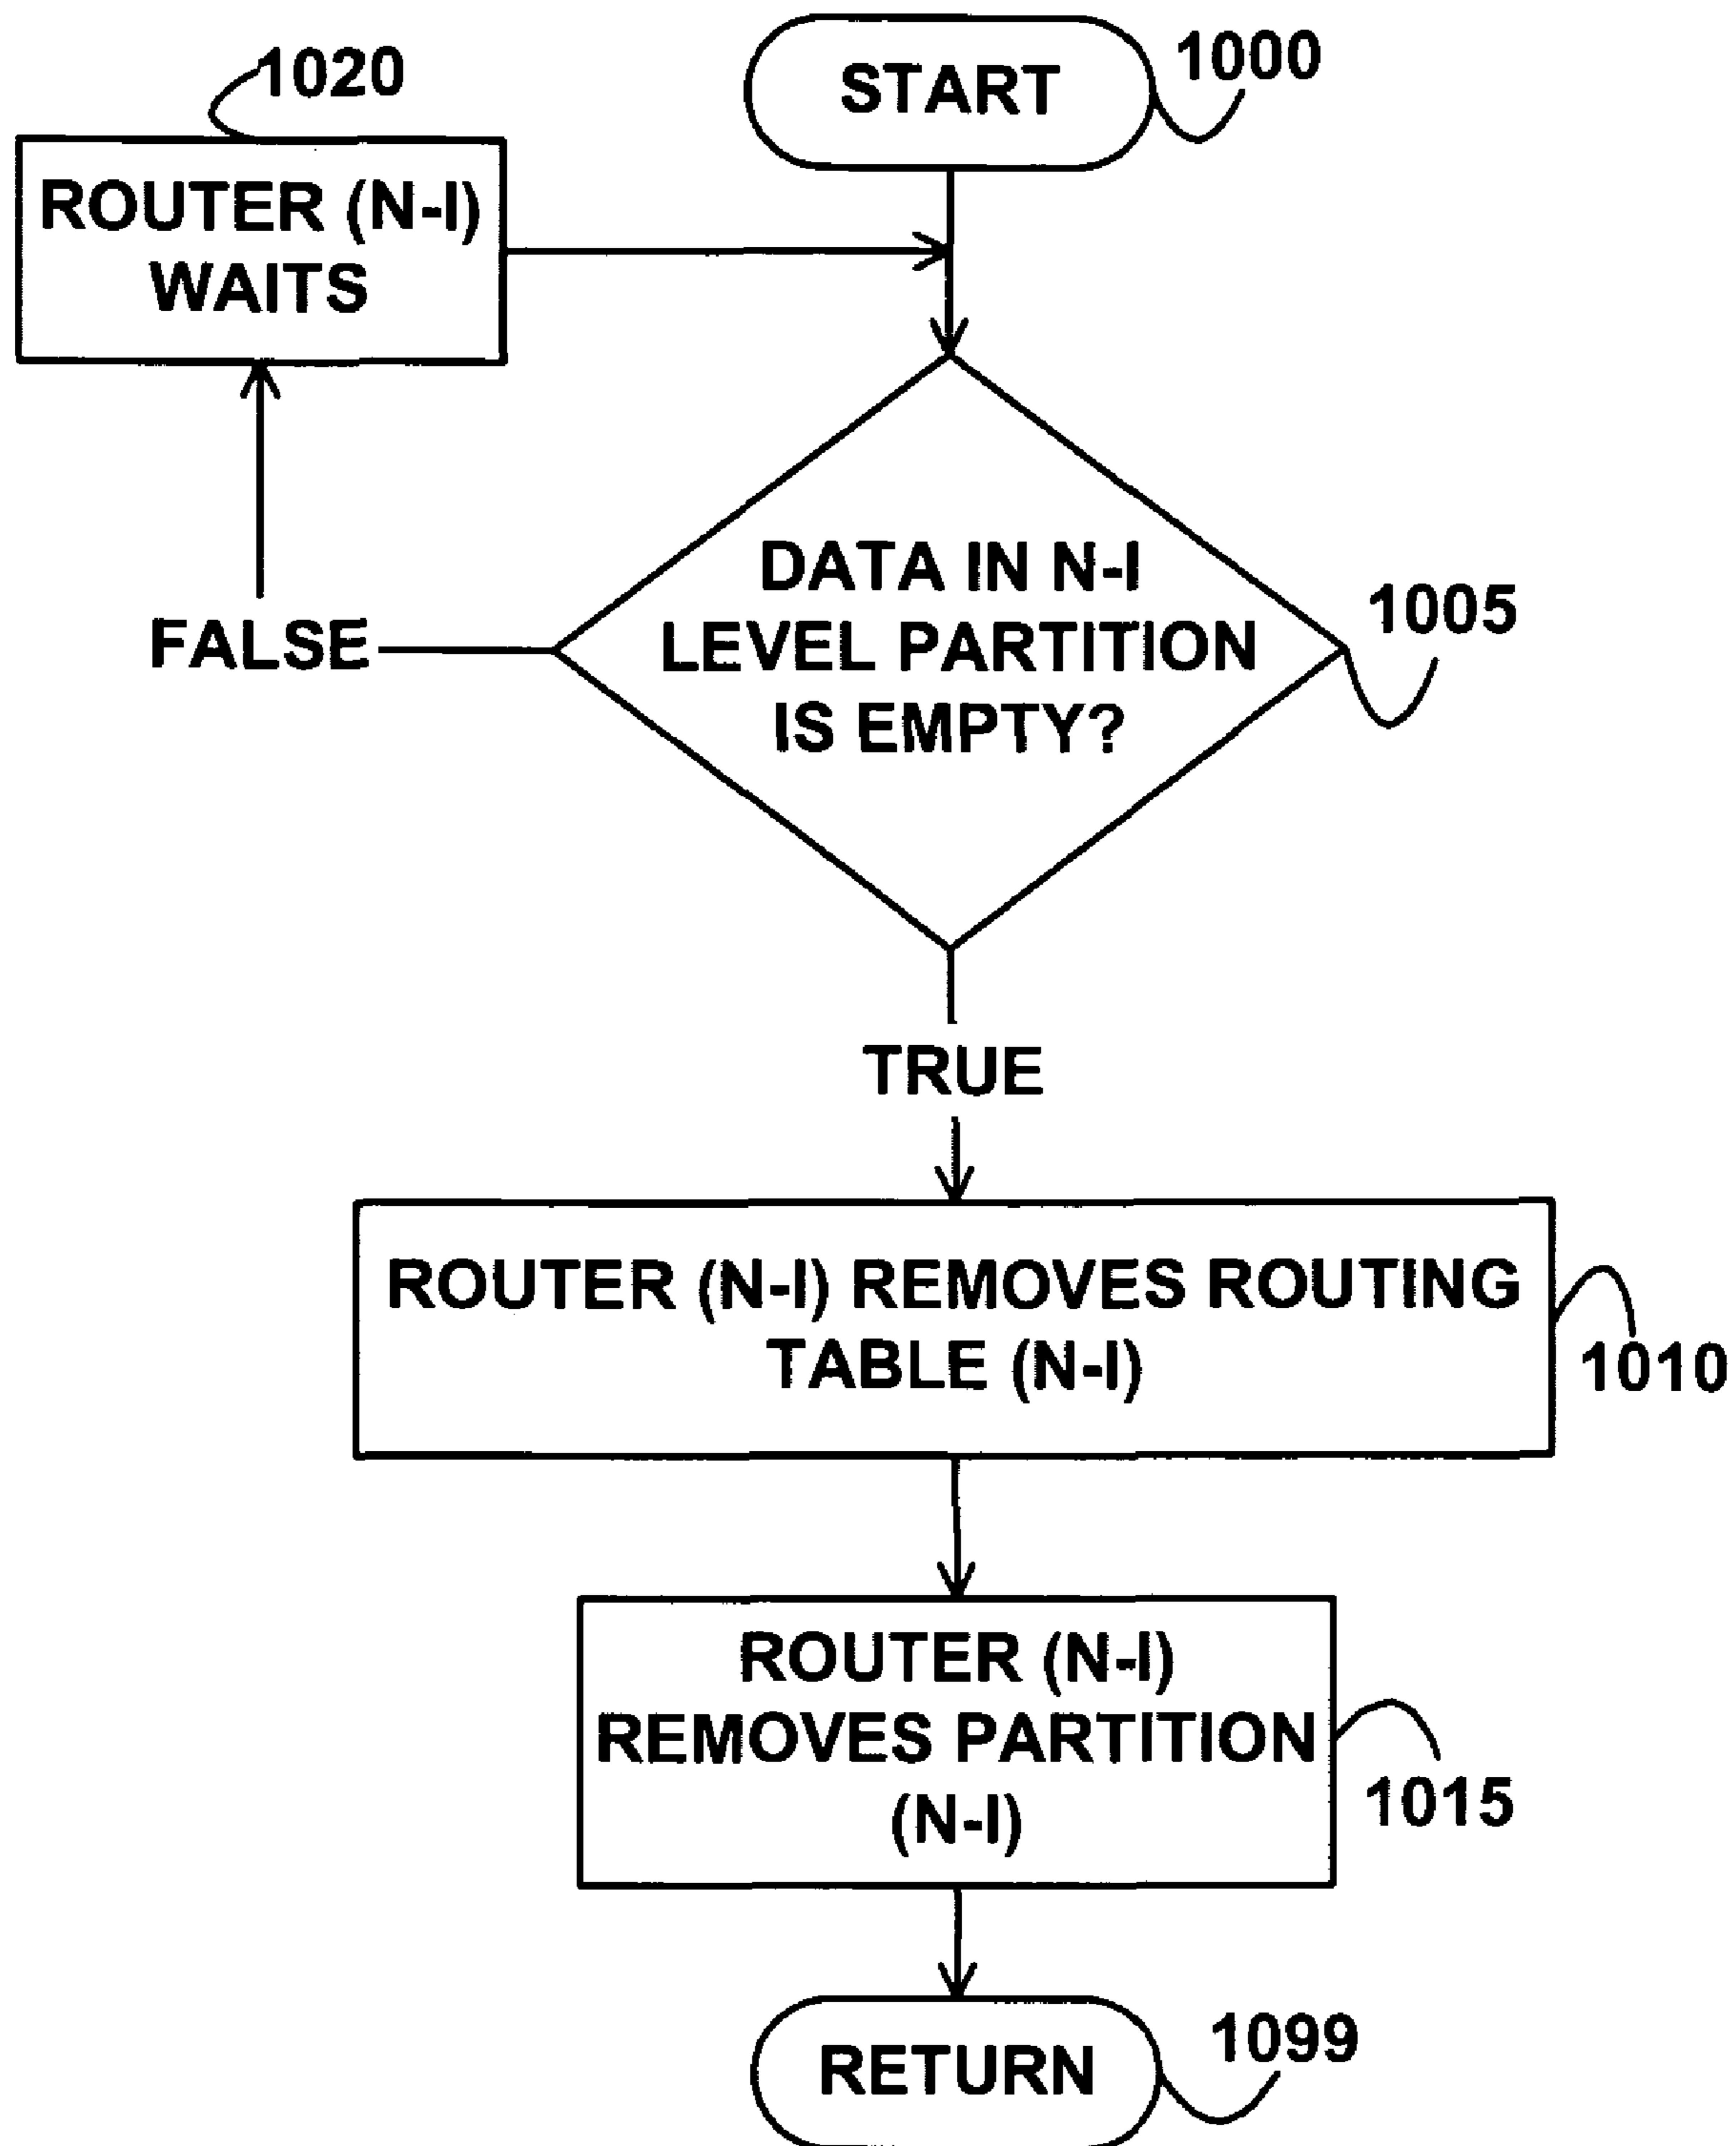 1020
START
1000
ROUTER (N-I)
WAITS
DATA IN N-I
LEVEL PARTITION
IS EMPTY?
1005
FALSE
TRUE
ROUTER (N-I) REMOVES ROUTING
TABLE (N-I)
1010
ROUTER (N-I)
REMOVES PARTITION
(N-I)
1015
RETURN
1099